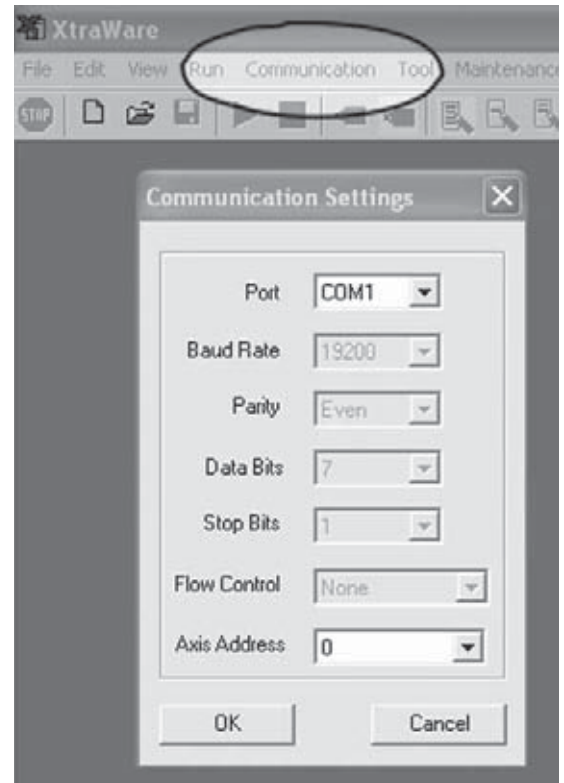 XtraWare
File Edit View Run Communication Tool Maintenance
STOP
Communication Settings
Port COM1
Baud Rate 19200
Parity Even
Data Bits 7
Stop Bits 1
Flow Control None
Axis Address 0
OK Cancel